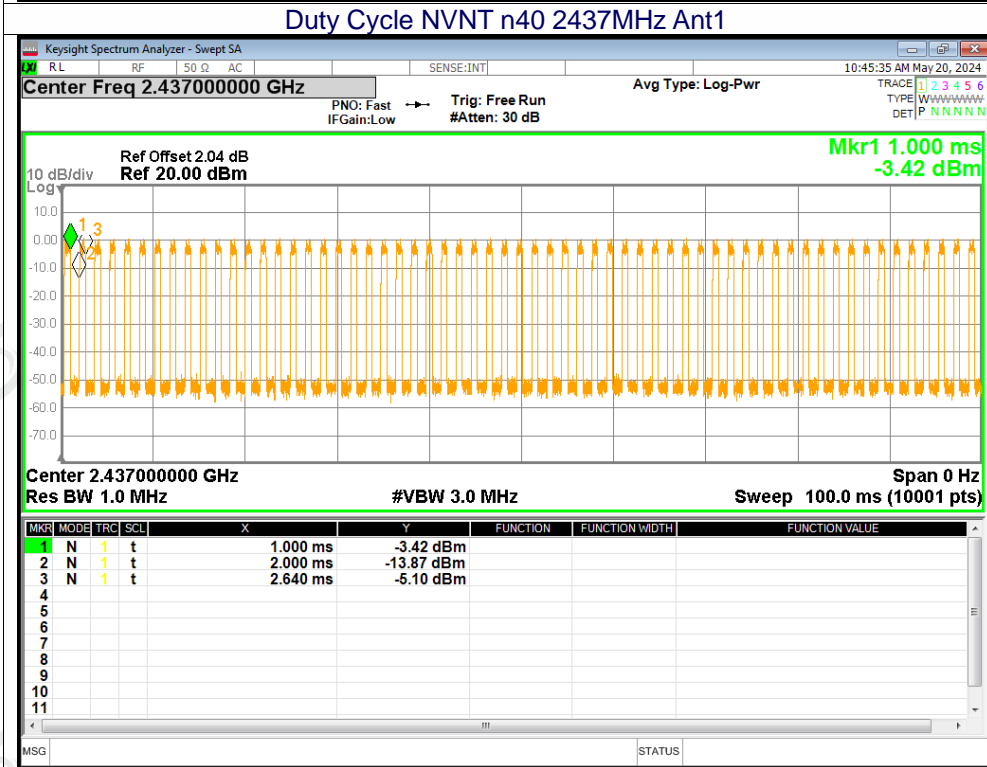 Duty Cycle NVNT n40 2437MHz Ant1
Keysight Spectrum Analyzer - Swept SA
LXI RL RF 50 Ω AC SENSE:INT 10:45:35 AM May 20, 2024
Center Freq 2.437000000 GHz Avg Type: Log-Pwr TRACE 1 2 3 4 5 6
PNO: Fast Trig: Free Run TYPE WWWWWWW
IFGain:Low #Atten: 30 dB DET P N N N N N
Mkr1 1.000 ms
Ref Offset 2.04 dB
10 dB/div Ref 20.00 dBm -3.42 dBm
Log
10.0
1 3
0.00
2
-10.0
-20.0
-30.0
-40.0
-50.0
-60.0
-70.0
Center 2.437000000 GHz Span 0 Hz
Res BW 1.0 MHz #VBW 3.0 MHz Sweep 100.0 ms (10001 pts)
MKR MODE TRC SCL X Y FUNCTION FUNCTION WIDTH FUNCTION VALUE
1 N 1 t 1.000 ms -3.42 dBm
2 N 1 t 2.000 ms -13.87 dBm
3 N 1 t 2.640 ms -5.10 dBm
4
5
6
7
8
9
10
11
MSG STATUS